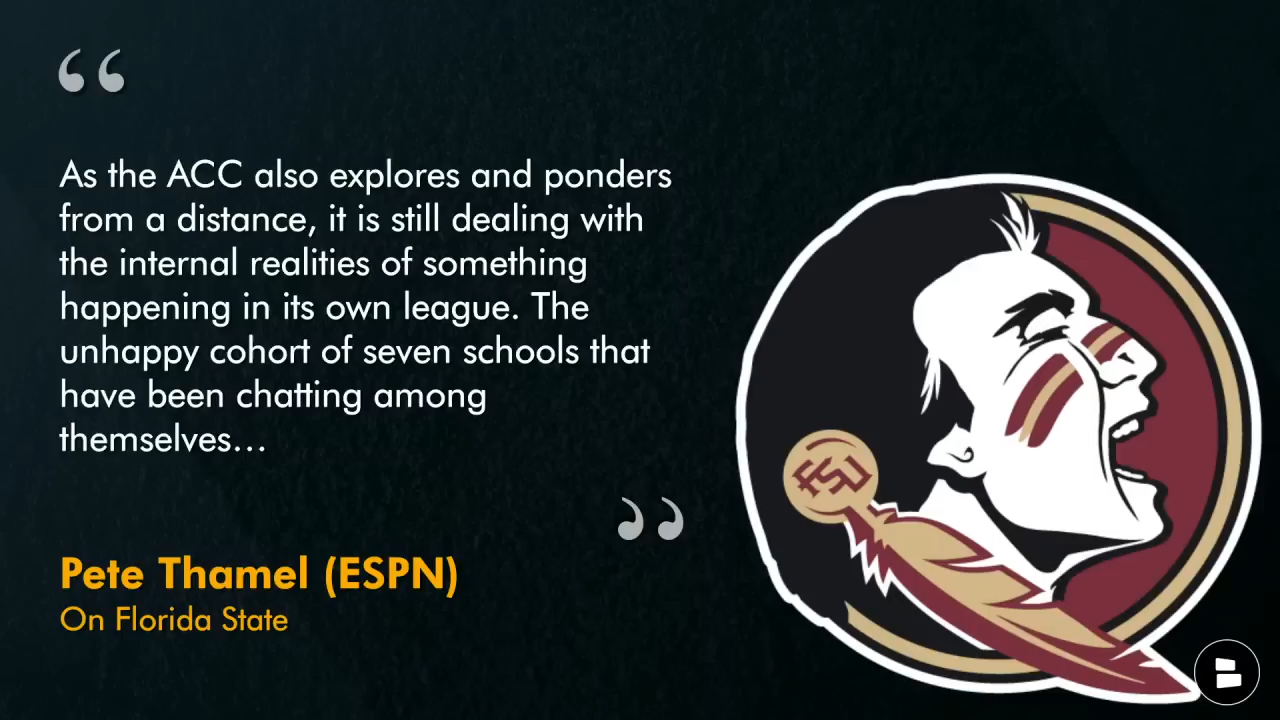 “
As the ACC also explores and ponders
from a distance, it is still dealing with
the internal realities of something
happening in its own league. The
unhappy cohort of seven schools that
have been chatting among
themselves...
”
Pete Thamel (ESPN)
On Florida State
FSU